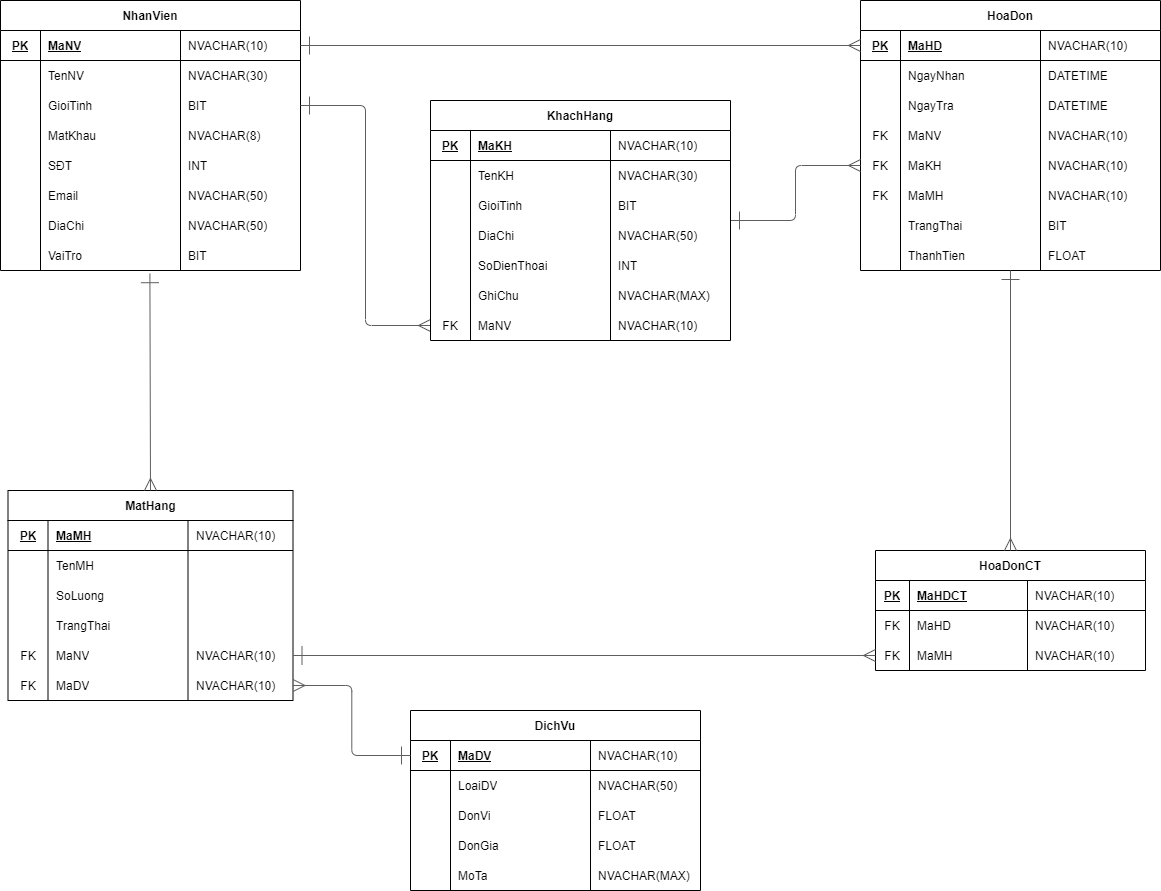 NhanVien
PK MaNV NVACHAR(10)
TenNV NVACHAR(30)
GioiTinh BIT
MatKhau NVACHAR(8)
SĐT INT
Email NVACHAR(50)
DiaChi NVACHAR(50)
VaiTro BIT
KhachHang
PK MaKH NVACHAR(10)
TenKH NVACHAR(30)
GioiTinh BIT
DiaChi NVACHAR(50)
SoDienThoai INT
GhiChu NVACHAR(MAX)
FK MaNV NVACHAR(10)
HoaDon
PK MaHD NVACHAR(10)
NgayNhan DATETIME
NgayTra DATETIME
FK MaNV NVACHAR(10)
FK MaKH NVACHAR(10)
FK MaMH NVACHAR(10)
TrangThai BIT
ThanhTien FLOAT
MatHang
PK MaMH NVACHAR(10)
TenMH
SoLuong
TrangThai
FK MaNV NVACHAR(10)
FK MaDV NVACHAR(10)
HoaDonCT
PK MaHDCT NVACHAR(10)
FK MaHD NVACHAR(10)
FK MaMH NVACHAR(10)
DichVu
PK MaDV NVACHAR(10)
LoaiDV NVACHAR(50)
DonVi FLOAT
DonGia FLOAT
MoTa NVACHAR(MAX)